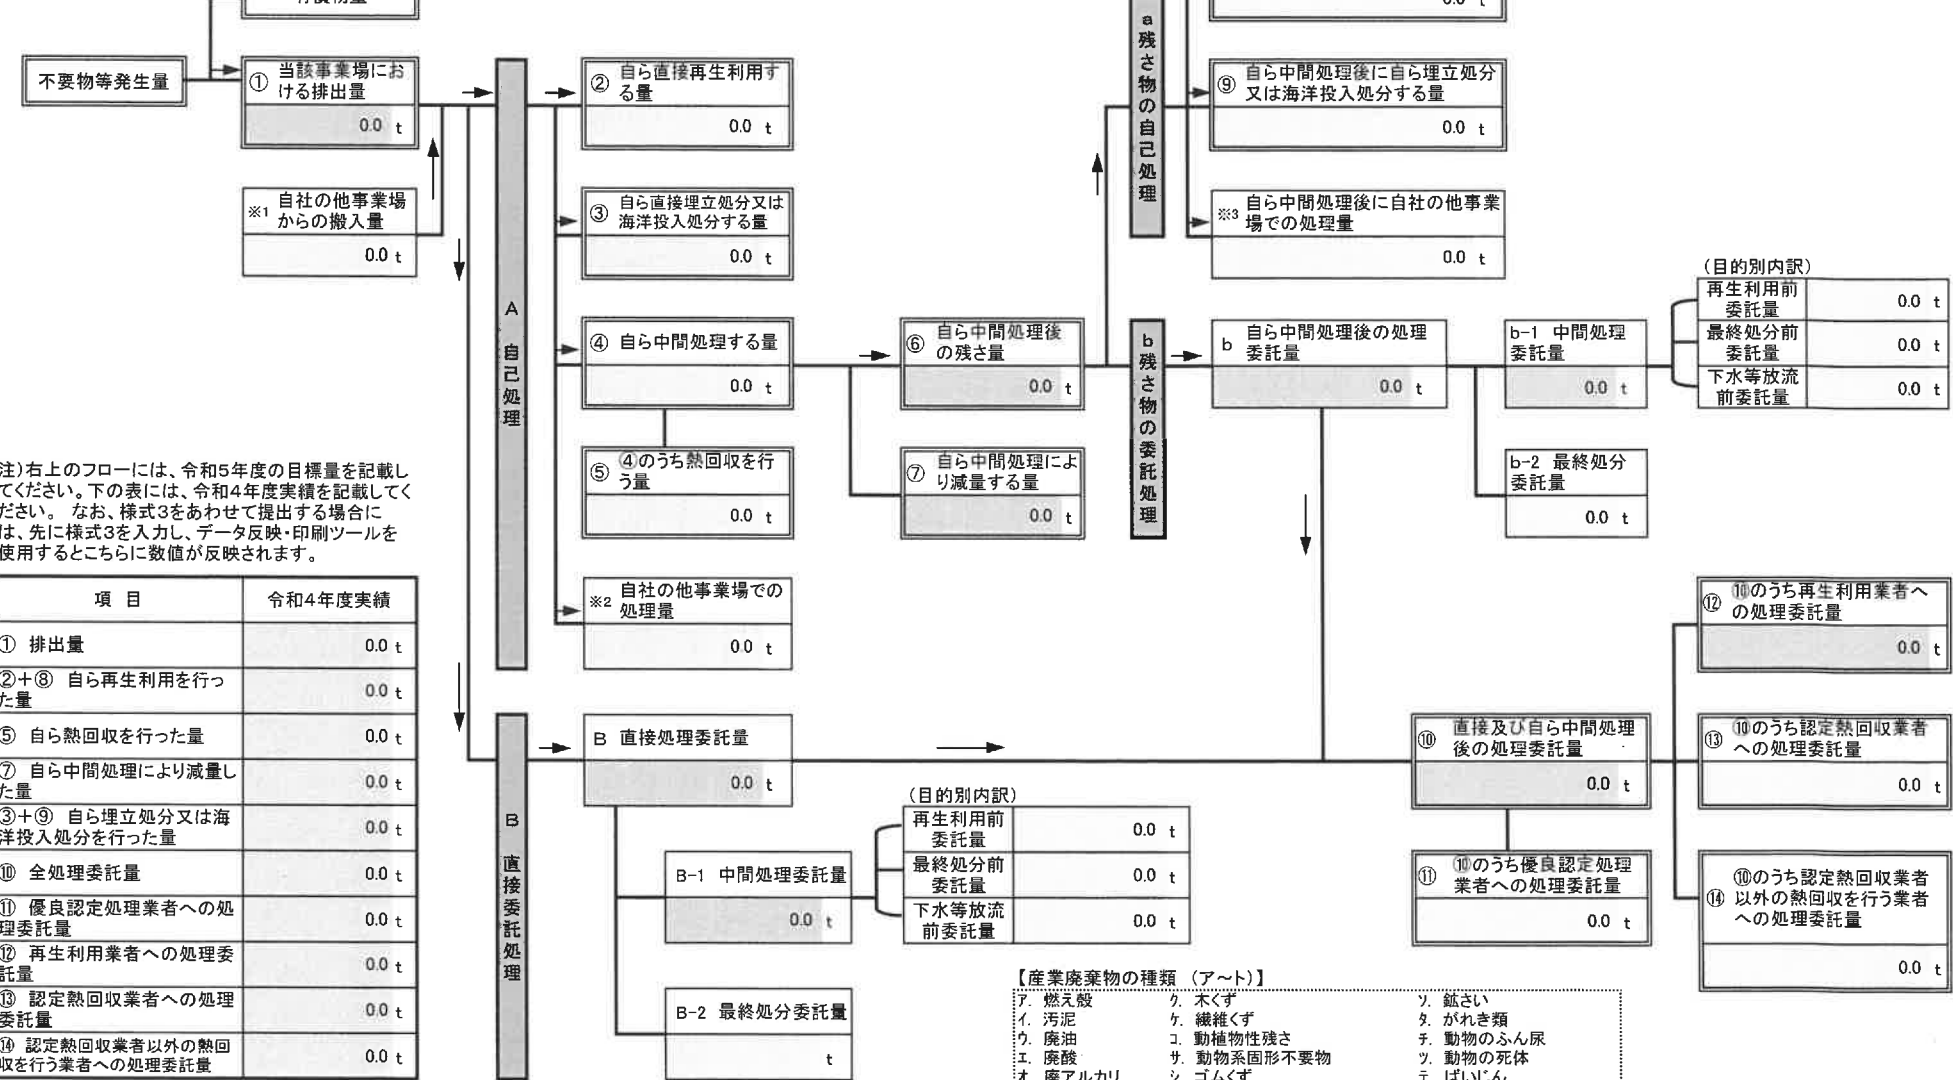 不要物等発生量
① 当該事業場にお
ける排出量
0.0 t
※1 自社の他事業場
からの搬入量
0.0 t
A 自己処理
② 自ら直接再生利用す
る量
0.0 t
③ 自ら直接埋立処分又は
海洋投入処分する量
0.0 t
④ 自ら中間処理する量
0.0 t
⑤ ④のうち熱回収を行
う量
0.0 t
※2 自社の他事業場での
処理量
0.0 t
⑥ 自ら中間処理後
の残さ量
0.0 t
⑦ 自ら中間処理によ
り減量する量
0.0 t
a 残さ物の自己処理
0.0 t
⑨ 自ら中間処理後に自ら埋立処分
又は海洋投入処分する量
0.0 t
※3 自ら中間処理後に自社の他事業
場での処理量
0.0 t
b 残さ物の委託処理
b 自ら中間処理後の処理
委託量
0.0 t
b-1 中間処理
委託量
0.0 t
(目的別内訳)
再生利用前
委託量 0.0 t
最終処分前
委託量 0.0 t
下水等放流
前委託量 0.0 t
b-2 最終処分
委託量
0.0 t
注)右上のフローには、令和5年度の目標量を記載し
てください。下の表には、令和4年度実績を記載してく
ださい。 なお、様式3をあわせて提出する場合に
は、先に様式3を入力し、データ反映・印刷ツールを
使用するとこちらに数値が反映されます。
項 目 令和4年度実績
① 排出量 0.0 t
②+⑧ 自ら再生利用を行っ
た量 0.0 t
⑤ 自ら熱回収を行った量 0.0 t
⑦ 自ら中間処理により減量し
た量 0.0 t
③+⑨ 自ら埋立処分又は海
洋投入処分を行った量 0.0 t
⑩ 全処理委託量 0.0 t
⑪ 優良認定処理業者への処
理委託量 0.0 t
⑫ 再生利用業者への処理委
託量 0.0 t
⑬ 認定熱回収業者への処理
委託量 0.0 t
⑭ 認定熱回収業者以外の熱回
収を行う業者への処理委託量 0.0 t
B 直接委託処理
B 直接処理委託量
0.0 t
B-1 中間処理委託量
0.0 t
(目的別内訳)
再生利用前
委託量 0.0 t
最終処分前
委託量 0.0 t
下水等放流
前委託量 0.0 t
B-2 最終処分委託量
t
⑩ 直接及び自ら中間処理
後の処理委託量
0.0 t
⑪ ⑩のうち優良認定処理
業者への処理委託量
0.0 t
⑫ ⑩のうち再生利用業者へ
の処理委託量
0.0 t
⑬ ⑩のうち認定熱回収業者
への処理委託量
0.0 t
⑭ ⑩のうち認定熱回収業者
以外の熱回収を行う業者
への処理委託量
0.0 t
【産業廃棄物の種類 (ア~ト)】
ア. 燃え殻 ク. 木くず ソ. 鉱さい
イ. 汚泥 ケ. 繊維くず タ. がれき類
ウ. 廃油 コ. 動植物性残さ チ. 動物のふん尿
エ. 廃酸 サ. 動物系固形不要物 ツ. 動物の死体
オ. 廃アルカリ シ. ゴムくず テ. ばいじん